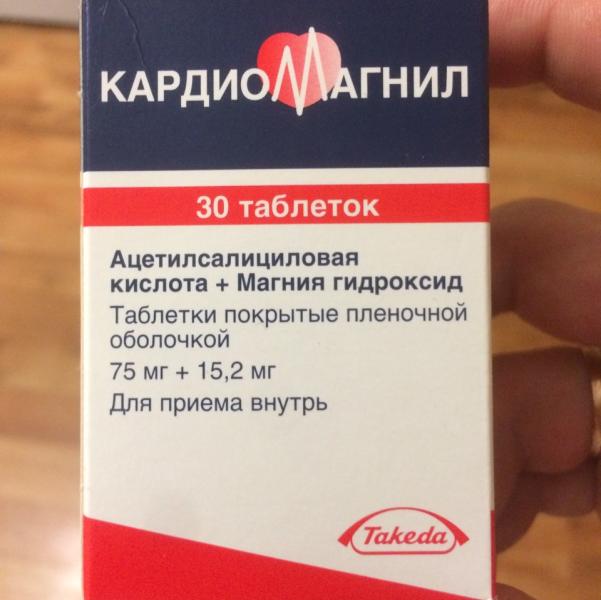 КАРДИОМАГНИЛ
30 таблеток
Ацетилсалициловая
кислота + Магния гидроксид
Таблетки покрытые пленочной
оболочкой
75 мг + 15,2 мг
Для приема внутрь
Takeda